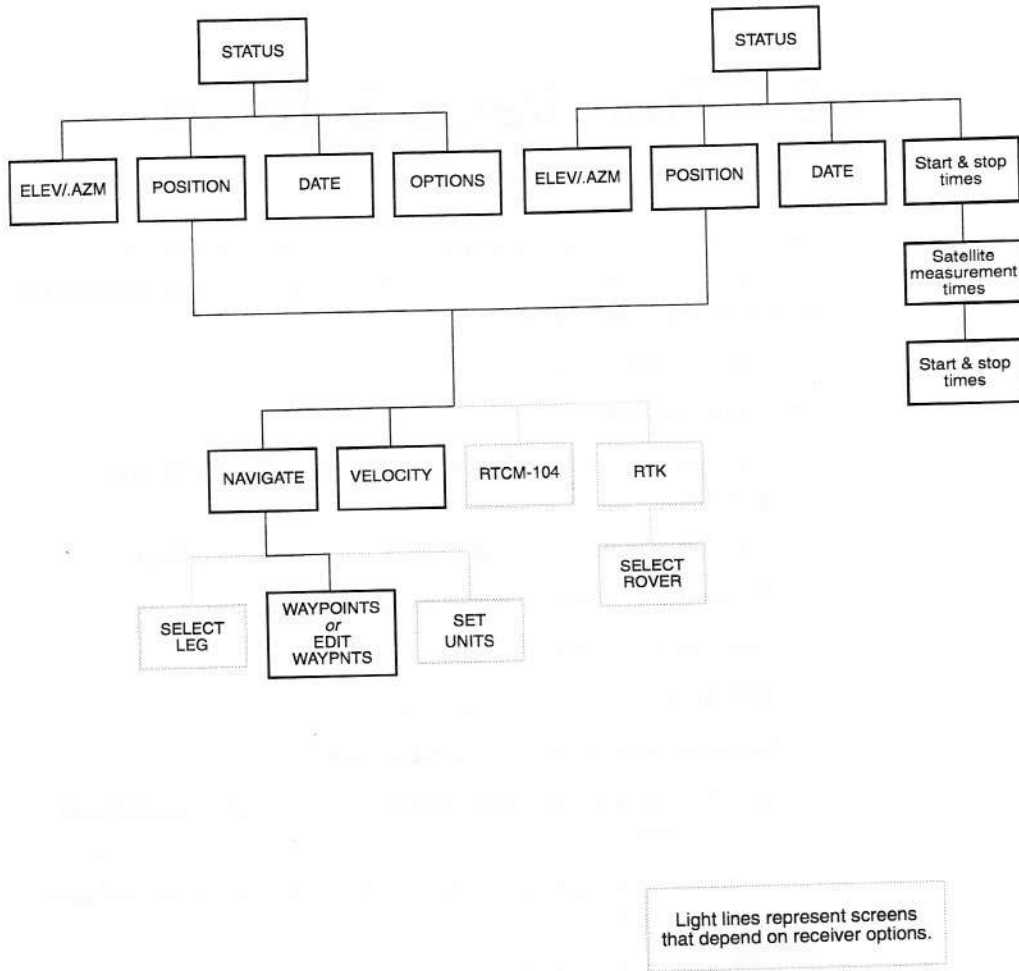 STATUS
STATUS
ELEV/.AZM
POSITION
DATE
OPTIONS
ELEV/.AZM
POSITION
DATE
Start & stop
times
Satellite
measurement
times
Start & stop
times
NAVIGATE
VELOCITY
RTCM-104
RTK
SELECT
ROVER
SELECT
LEG
WAYPOINTS
or
EDIT
WAYPNTS
SET
UNITS
Light lines represent screens
that depend on receiver options.